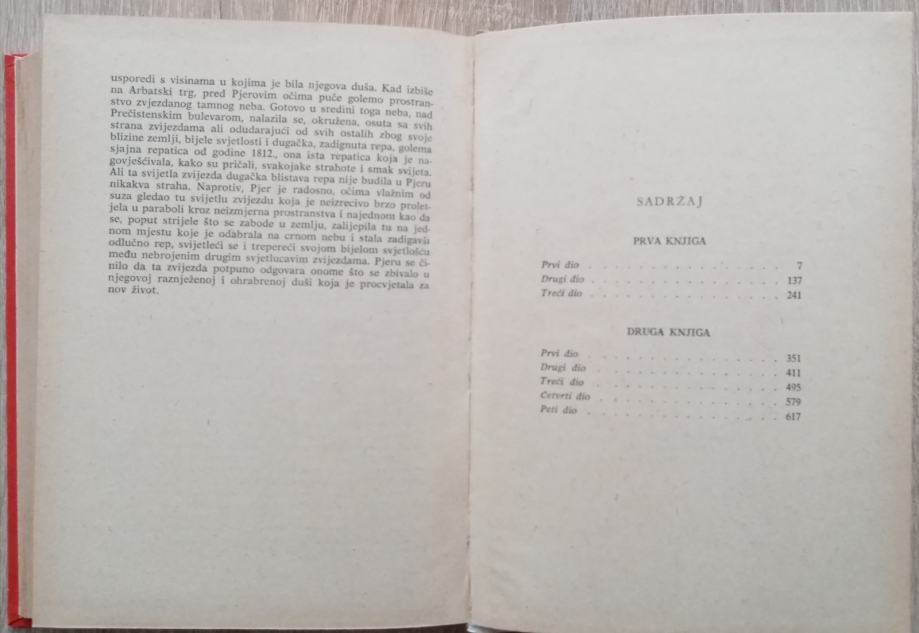 usporedi s visinama u kojima je bila njegova duša. Kad izbiše
na Arbatski trg, pred Pjerovim očima puče golemo prostran-
stvo zvjezdanog tamnog neba. Gotovo u sredini toga neba, nad
Prečistenskim bulevarom, nalazila se, okružena, osuta sa svih
strana zvijezdama ali odudarajući od svih ostalih zbog svoje
blizine zemlji, bijele svjetlosti i dugačka, zadignuta repa, golema
sjajna repatica od godine 1812., ona ista repatica koja je na-
govješćivala, kako su pričali, svakojake strahote i smak svijeta.
Ali ta svijetla zvijezda dugačka blistava repa nije budila u Pjeru
nikakva straha. Naprotiv, Pjer je radosno, očima vlažnim od
suza gledao tu svijetlu zvijezdu koja je neizrecivo brzo prolet-
jela u paraboli kroz neizmjerna prostranstva i najednom kao da
se, poput strijele što se zabode u zemlju, zalijepila tu na jed-
nom mjestu koje je odabrala na crnom nebu i stala zadigavši
odlučno rep, svijetleći se i trepereći svojom bijelom svjetlošću
među nebrojenim drugim svjetlucavim zvijezdama. Pjeru se či-
nilo da ta zvijezda potpuno odgovara onome što se zbivalo u
njegovoj raznježenoj i ohrabrenoj duši koja je procvjetala za
nov život.
SADRŽAJ
PRVA KNJIGA
Prvi dio . . . . . . . . . . . . . 7
Drugi dio . . . . . . . . . . . . . 137
Treći dio . . . . . . . . . . . . . 241
DRUGA KNJIGA
Prvi dio . . . . . . . . . . . . . 351
Drugi dio . . . . . . . . . . . . . 411
Treći dio . . . . . . . . . . . . . 495
Četvrti dio . . . . . . . . . . . . . 579
Peti dio . . . . . . . . . . . . . 617